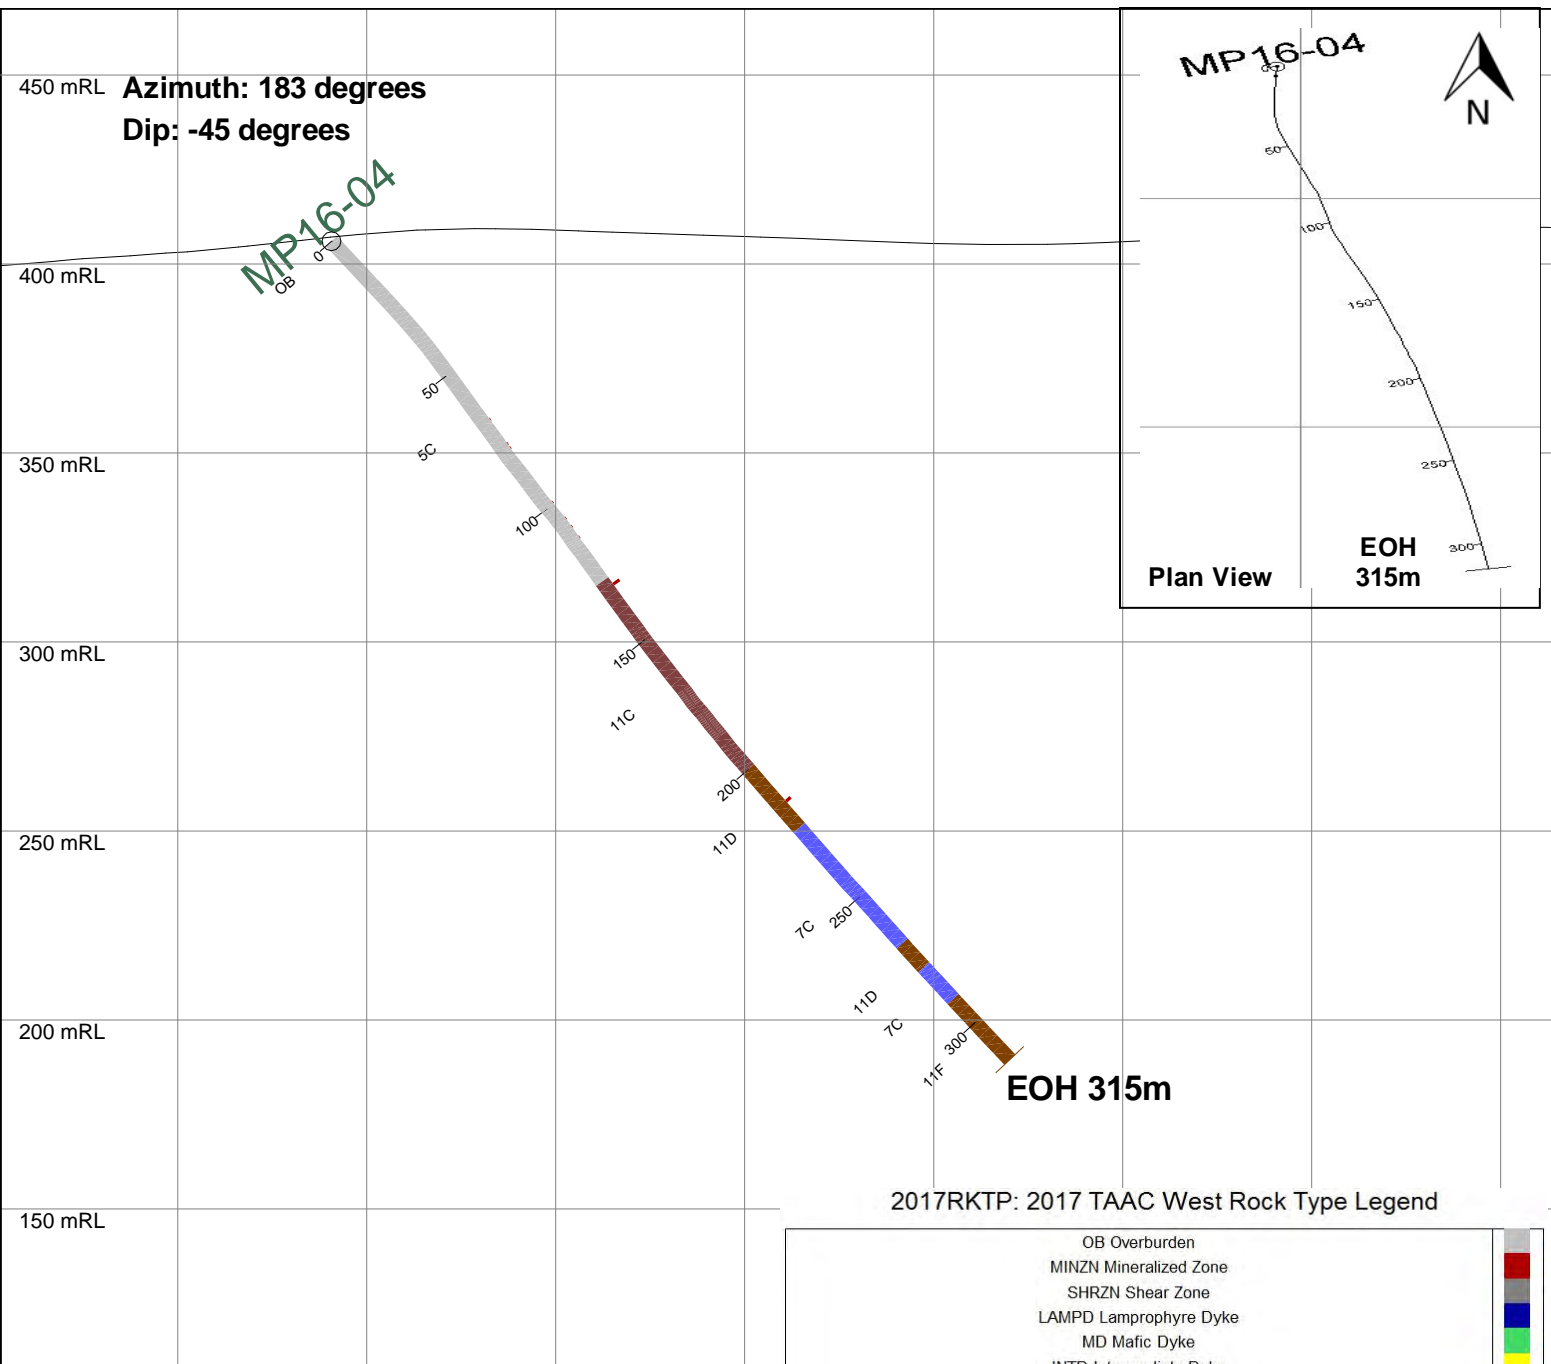 450 mRL
Azimuth: 183 degrees
Dip: -45 degrees
MP16-04
0
OB
400 mRL
50
5C
350 mRL
100
300 mRL
150
11C
200
11D
250 mRL
250
7C
11D
7C
200 mRL
300
11F
EOH 315m
150 mRL
MP16-04
N
50
100
150
200
250
300
EOH
315m
Plan View
2017RKTP: 2017 TAAC West Rock Type Legend
OB Overburden
MINZN Mineralized Zone
SHRZN Shear Zone
LAMPD Lamprophyre Dyke
MD Mafic Dyke